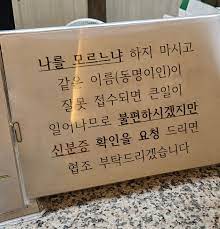 나를 모르느냐 하지 마시고
같은 이름(동명이인)이
잘못 접수되면 큰일이
일어나므로 불편하시겠지만
신분증 확인을 요청 드리면
협조 부탁드리겠습니다